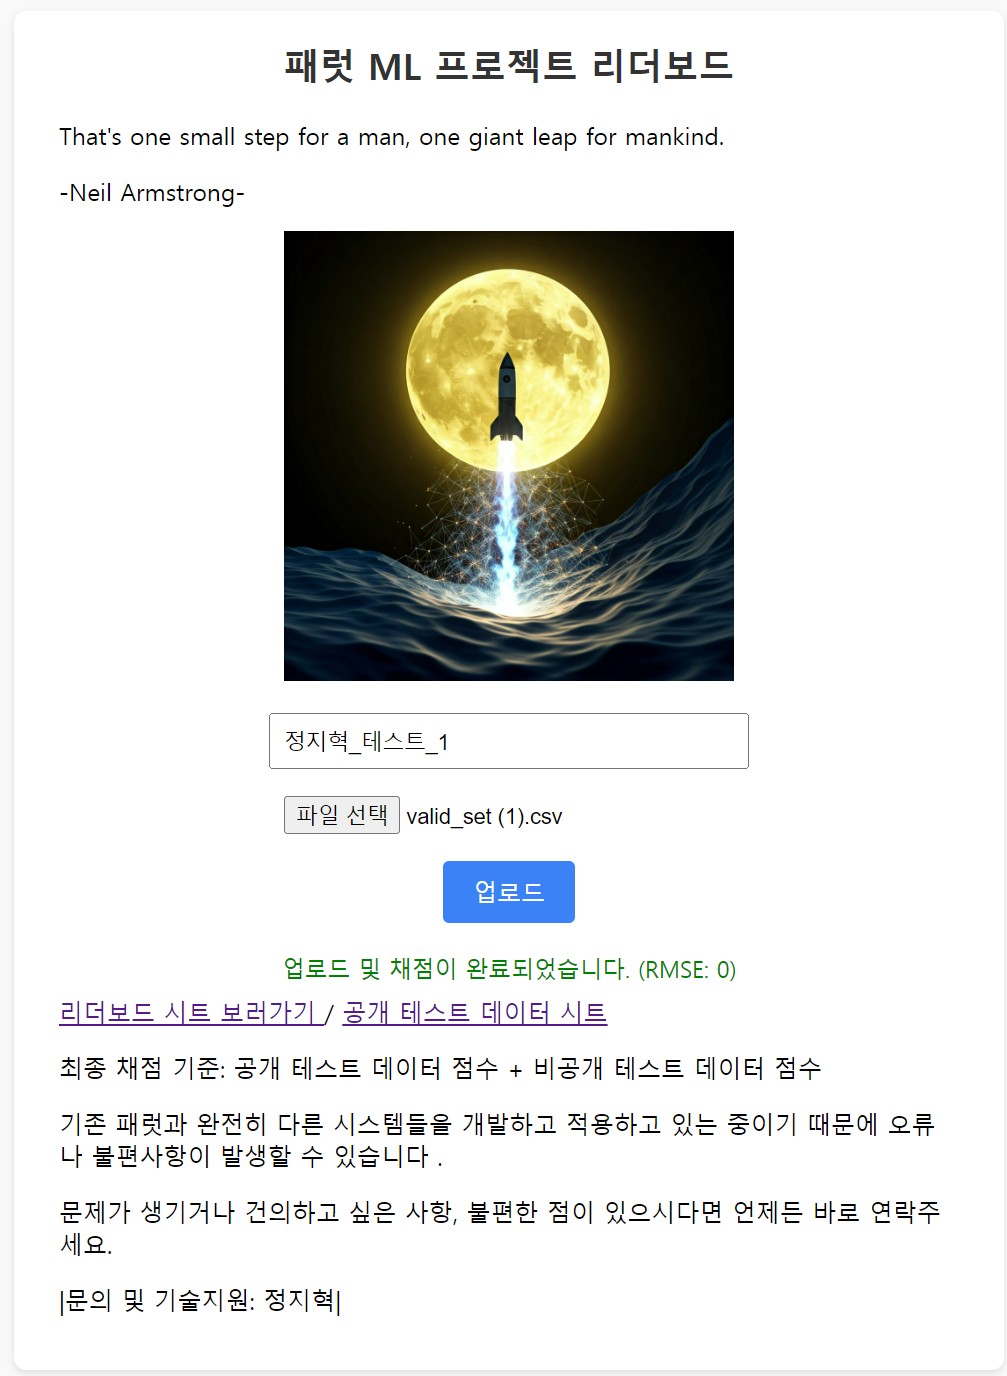 패럿 ML 프로젝트 리더보드
That's one small step for a man, one giant leap for mankind.
-Neil Armstrong-
정지혁_테스트_1
파일 선택 valid_set (1).csv
업로드
업로드 및 채점이 완료되었습니다. (RMSE: 0)
리더보드 시트 보러가기 / 공개 테스트 데이터 시트
최종 채점 기준: 공개 테스트 데이터 점수 + 비공개 테스트 데이터 점수
기존 패럿과 완전히 다른 시스템들을 개발하고 적용하고 있는 중이기 때문에 오류
나 불편사항이 발생할 수 있습니다 .
문제가 생기거나 건의하고 싶은 사항, 불편한 점이 있으시다면 언제든 바로 연락주
세요.
|문의 및 기술지원: 정지혁|